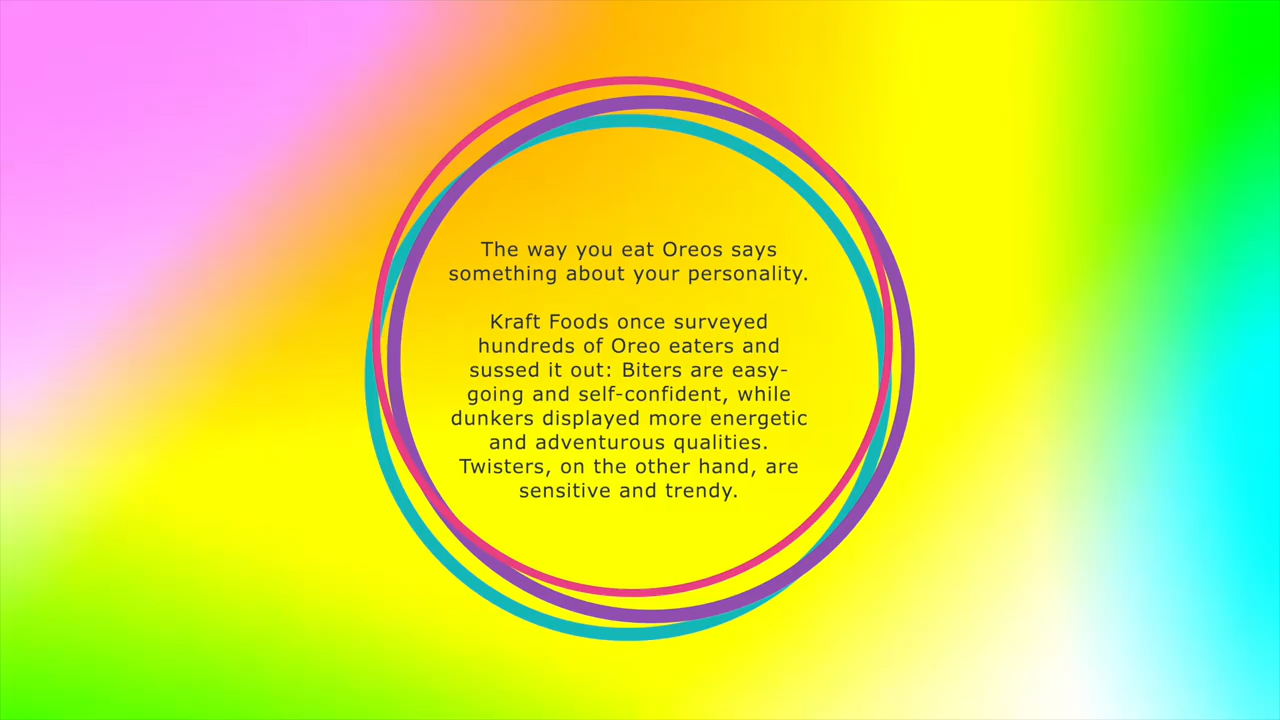 The way you eat Oreos says
something about your personality.
Kraft Foods once surveyed
hundreds of Oreo eaters and
sussed it out: Biters are easy-
going and self-confident, while
dunkers displayed more energetic
and adventurous qualities.
Twisters, on the other hand, are
sensitive and trendy.